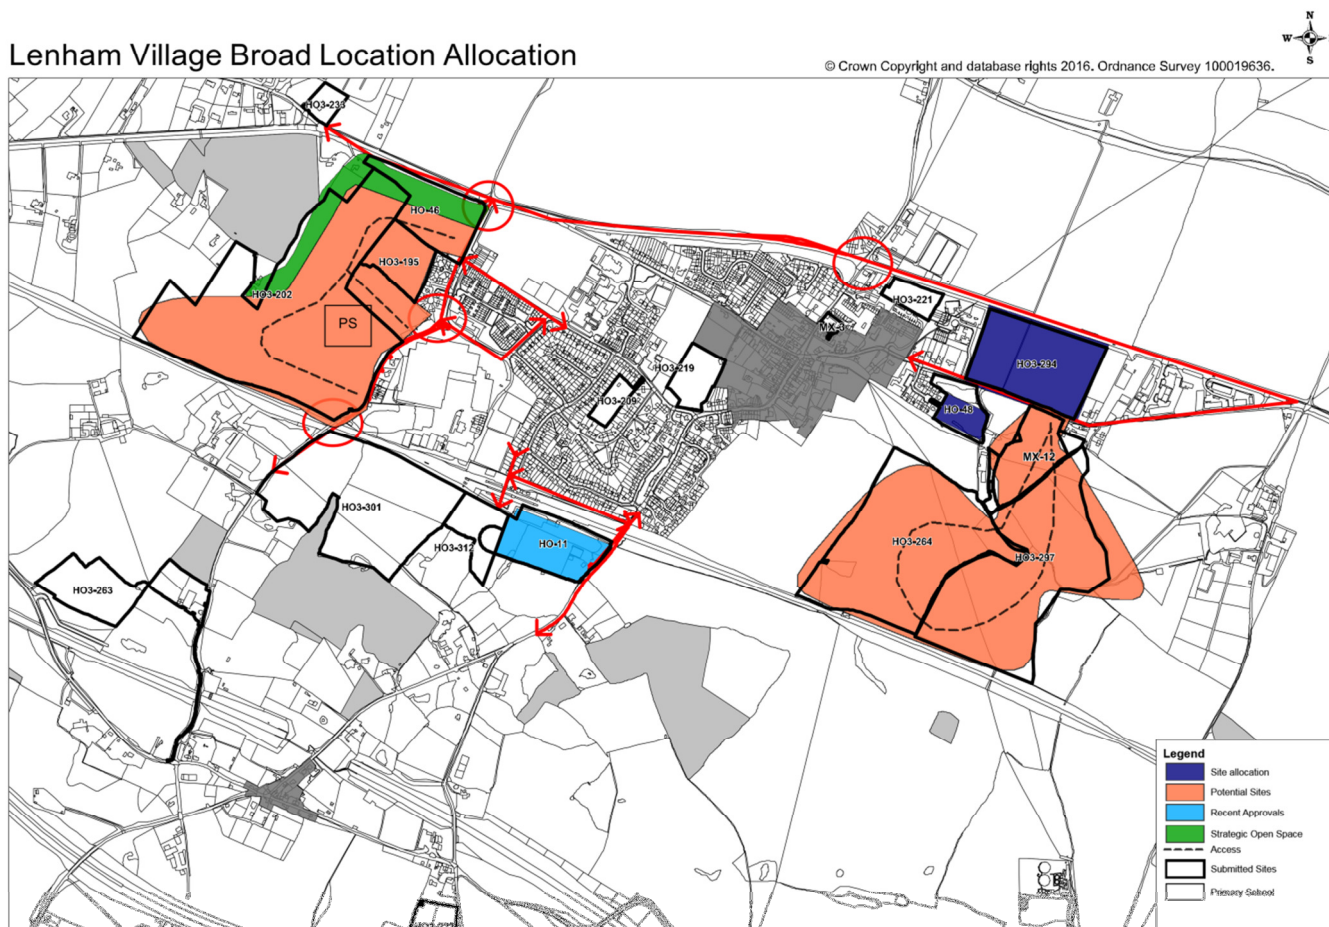 N
W E
S
Lenham Village Broad Location Allocation
© Crown Copyright and database rights 2016. Ordnance Survey 100019636.
HO3-233
HO-46
HO3-195
HO3-202
PS
HO3-221
MX-3
HO3-294
HO3-219
HO3-209
HO-48
MX-12
HO3-301
HO3-312
HO-11
HO3-264
HO3-297
HO3-263
Legend
Site allocation
Potential Sites
Recent Approvals
Strategic Open Space
Access
Submitted Sites
Primary School